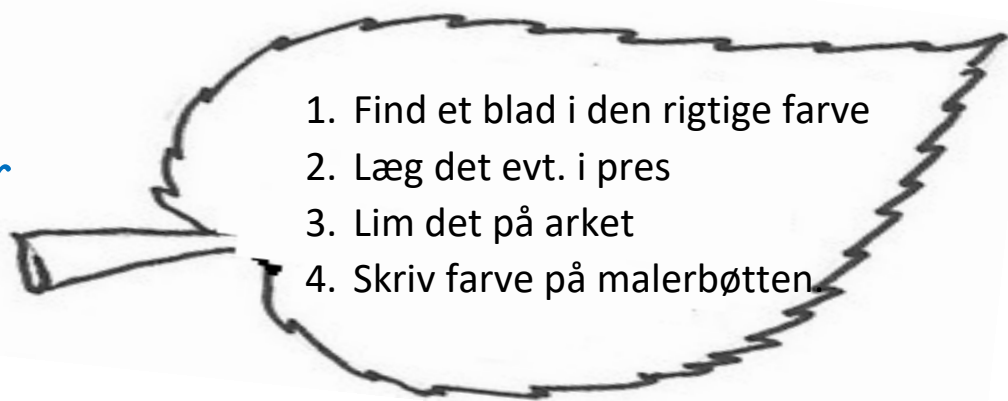 1. Find et blad i den rigtige farve
2. Læg det evt. i pres
3. Lim det på arket
4. Skriv farve på malerbøtten.